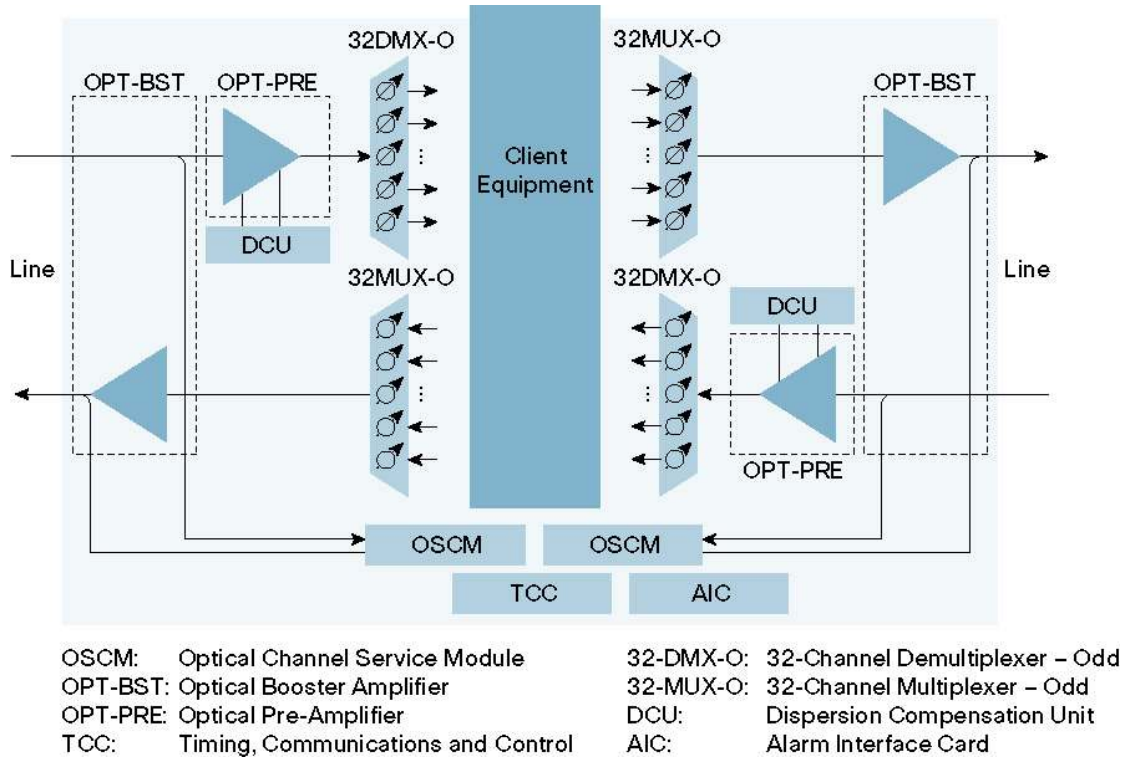 32DMX-O
32MUX-O
OPT-BST
OPT-PRE
OPT-BST
Client
Equipment
DCU
Line
Line
32MUX-O
32DMX-O
DCU
OPT-PRE
OSCM
OSCM
TCC
AIC
OSCM: Optical Channel Service Module
OPT-BST: Optical Booster Amplifier
OPT-PRE: Optical Pre-Amplifier
TCC: Timing, Communications and Control
32-DMX-O: 32-Channel Demultiplexer – Odd
32-MUX-O: 32-Channel Multiplexer – Odd
DCU: Dispersion Compensation Unit
AIC: Alarm Interface Card